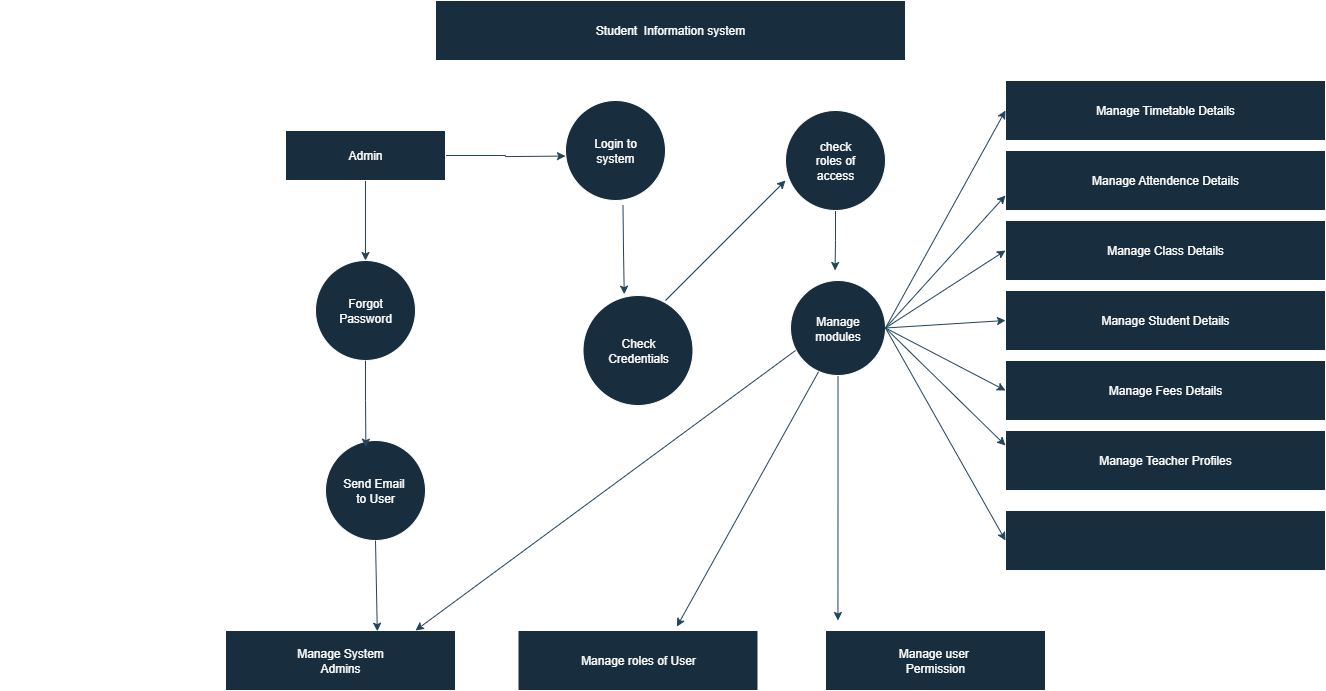 Student Information system
Admin
Login to
system
check
roles of
access
Manage Timetable Details
Manage Attendence Details
Manage Class Details
Manage Student Details
Manage Fees Details
Manage Teacher Profiles
Forgot
Password
Check
Credentials
Manage
modules
Send Email
to User
Manage System
Admins
Manage roles of User
Manage user
Permission